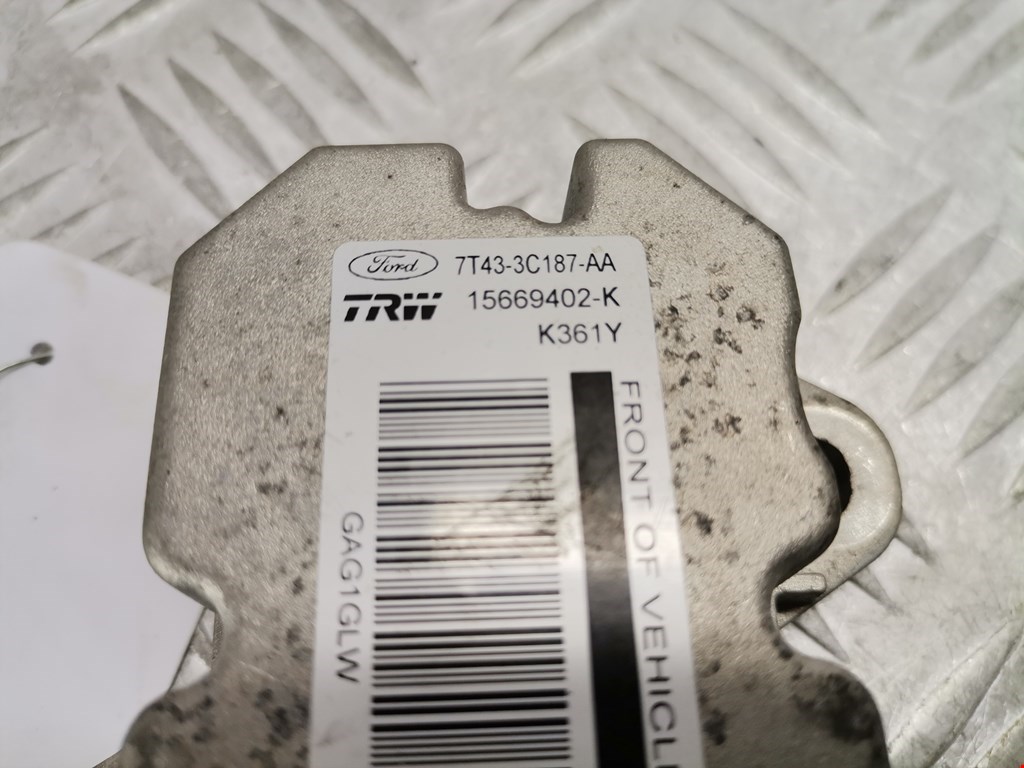 Ford 7T43-3C187-AA
TRW 15669402-K
K361Y
FRONT OF VEHICL
GAG1GLW